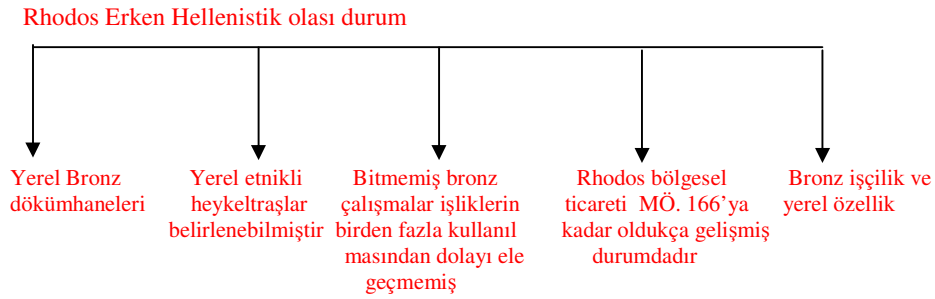 Rhodos Erken Hellenistik olası durum
Yerel Bronz
dökümhaneleri
Yerel etnikli
heykeltraşlar
belirlenebilmiştir
Bitmemiş bronz
çalışmalar işliklerin
birden fazla kullanıl
masından dolayı ele
geçmemiş
Rhodos bölgesel
ticareti MÖ. 166’ya
kadar oldukça gelişmiş
durumdadır
Bronz işçilik ve
yerel özellik